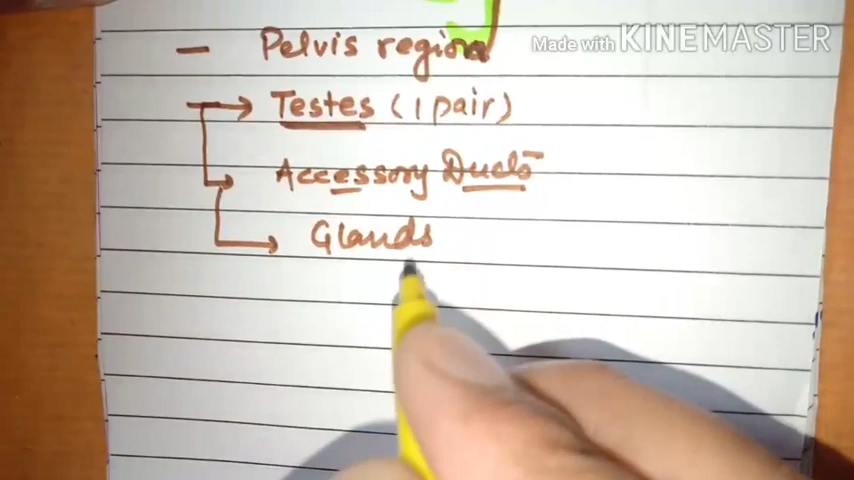 Made with KINEMASTER
— Pelvis region
→ Testes (1 pair)
→ Accessory Ducts
→ Glands